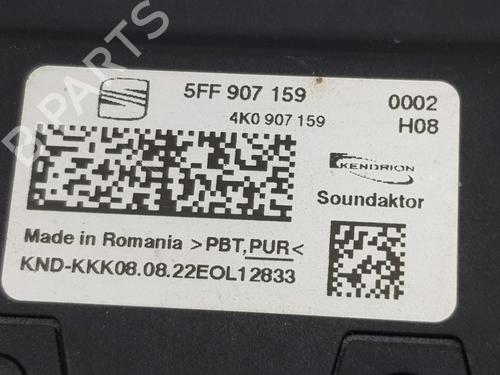 5FF 907 159
0002
4K0 907 159
H08
KENDRION
Soundaktor
Made in Romania >PBT,PUR<
KND-KKK08.08.22EOL12833